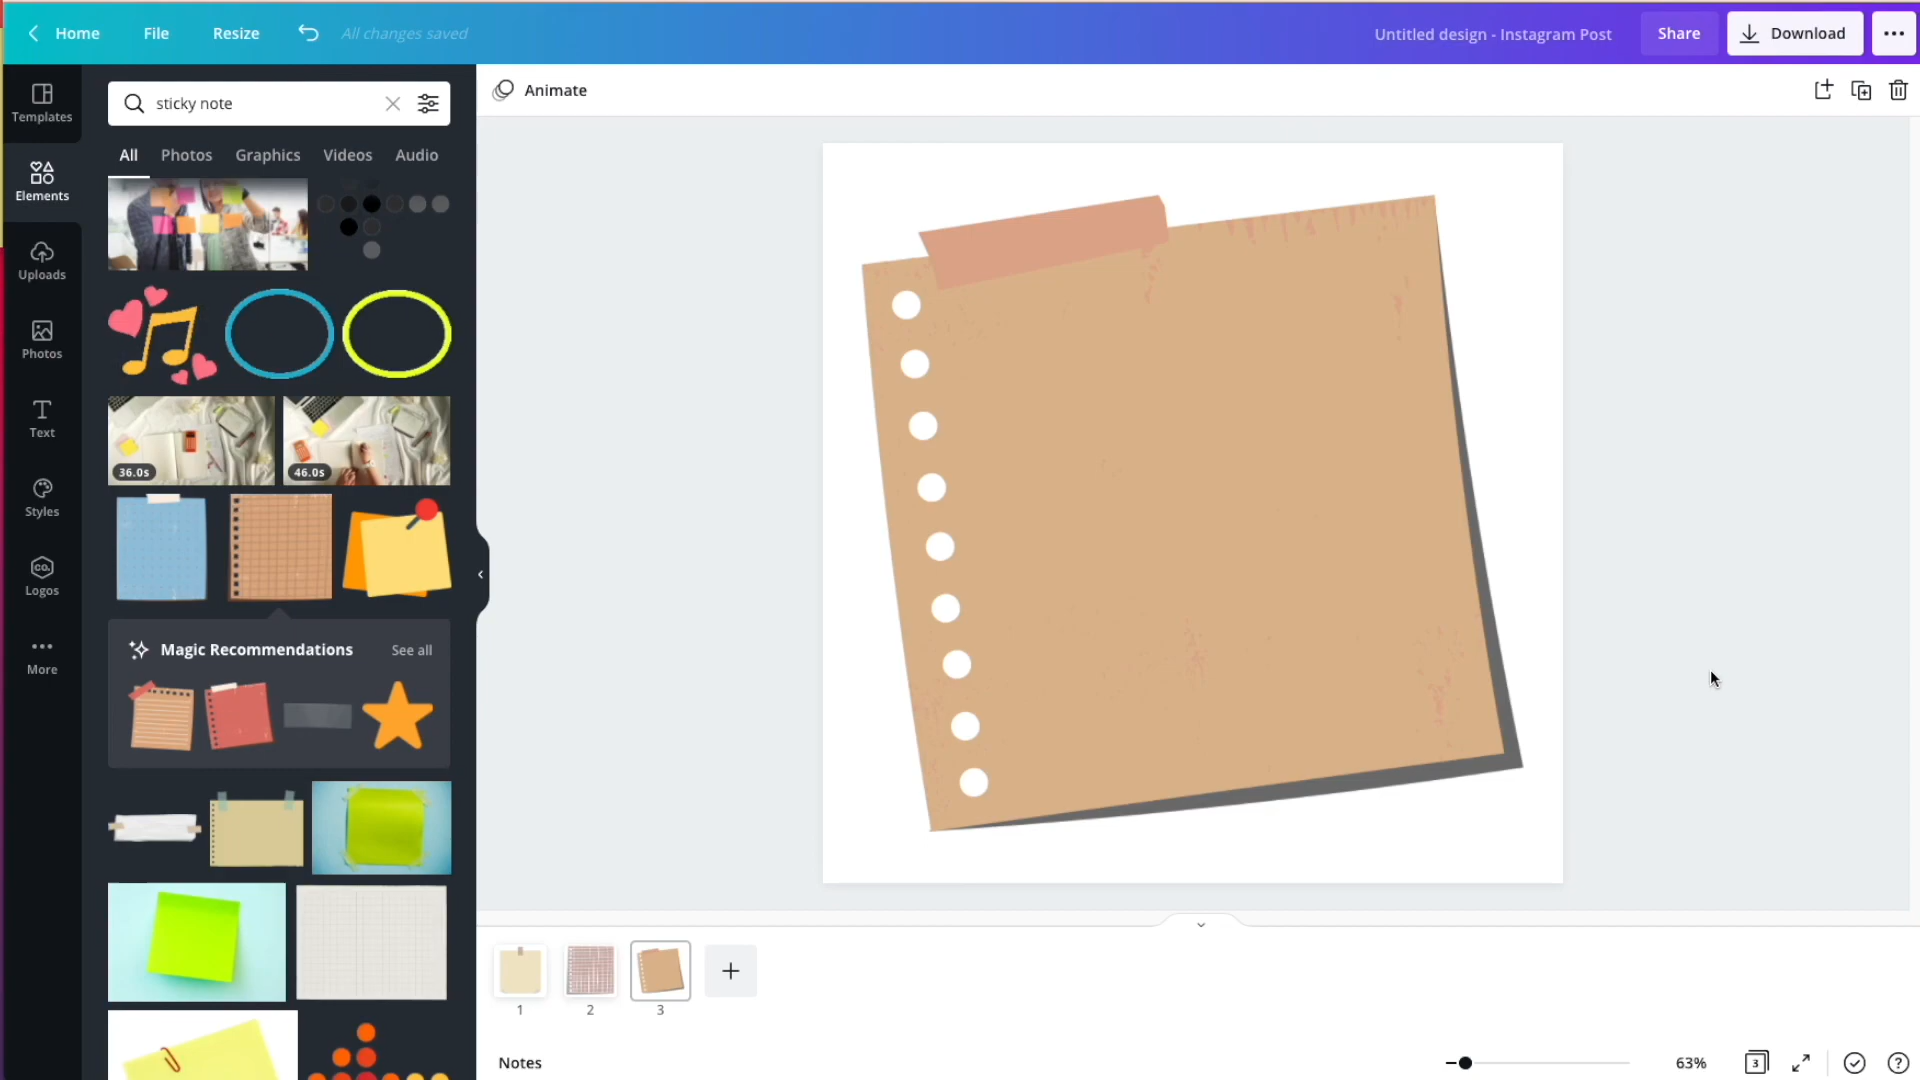 Home File Resize All changes saved Untitled design - Instagram Post Share Download
Templates
Elements
Uploads
Photos
Text
Styles
CO.
Logos
More
sticky note
All Photos Graphics Videos Audio
36.0s 46.0s
Magic Recommendations See all
Animate
1 2 3
Notes 63% 3